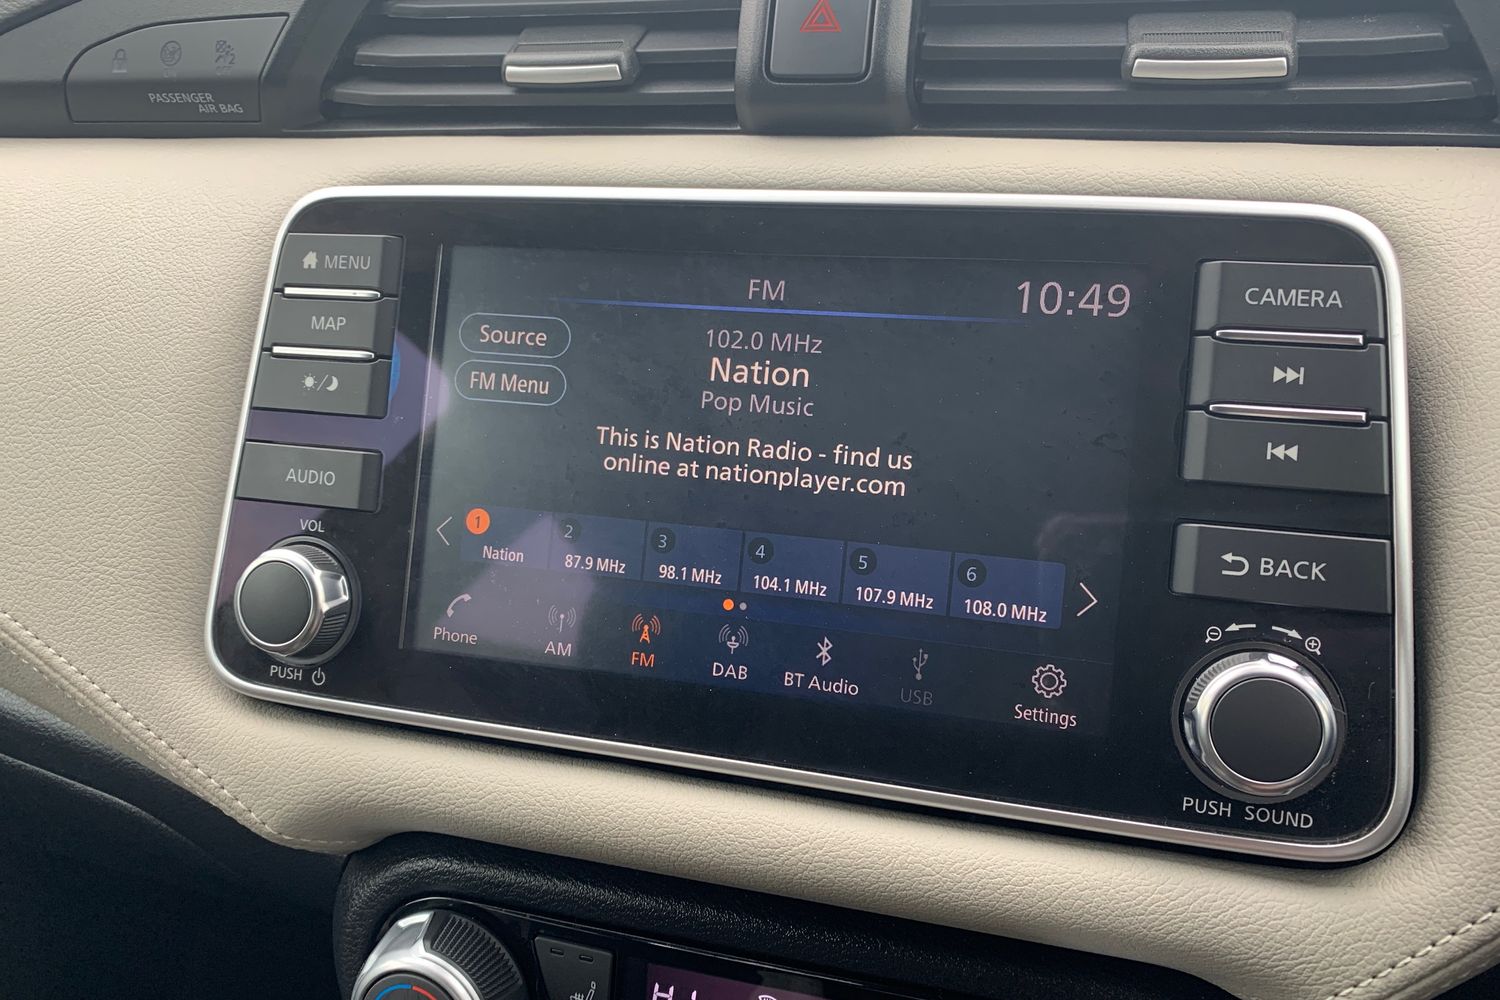 PASSENGER
AIR BAG
MENU
MAP
AUDIO
VOL
PUSH
FM
10:49
Source
FM Menu
102.0 MHz
Nation
Pop Music
This is Nation Radio - find us
online at nationplayer.com
1 Nation
2 87.9 MHz
3 98.1 MHz
4 104.1 MHz
5 107.9 MHz
6 108.0 MHz
Phone
AM
FM
DAB
BT Audio
USB
Settings
CAMERA
BACK
PUSH SOUND